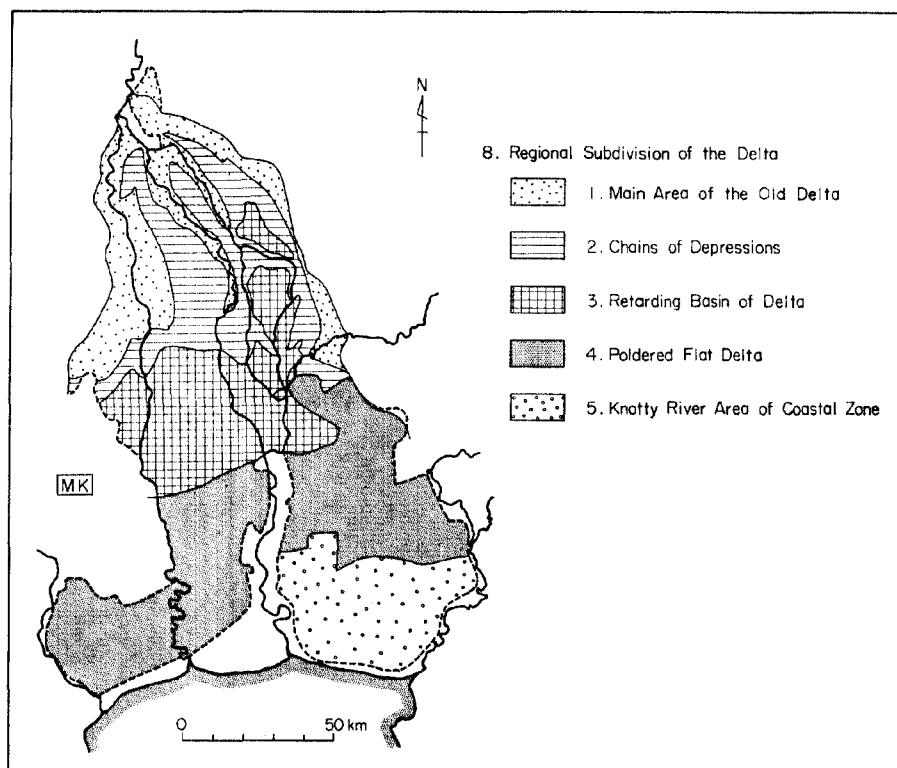 N
8. Regional Subdivision of the Delta
1. Main Area of the Old Delta
2. Chains of Depressions
3. Retarding Basin of Delta
4. Poldered Flat Delta
5. Knotty River Area of Coastal Zone
MK
0 50 km